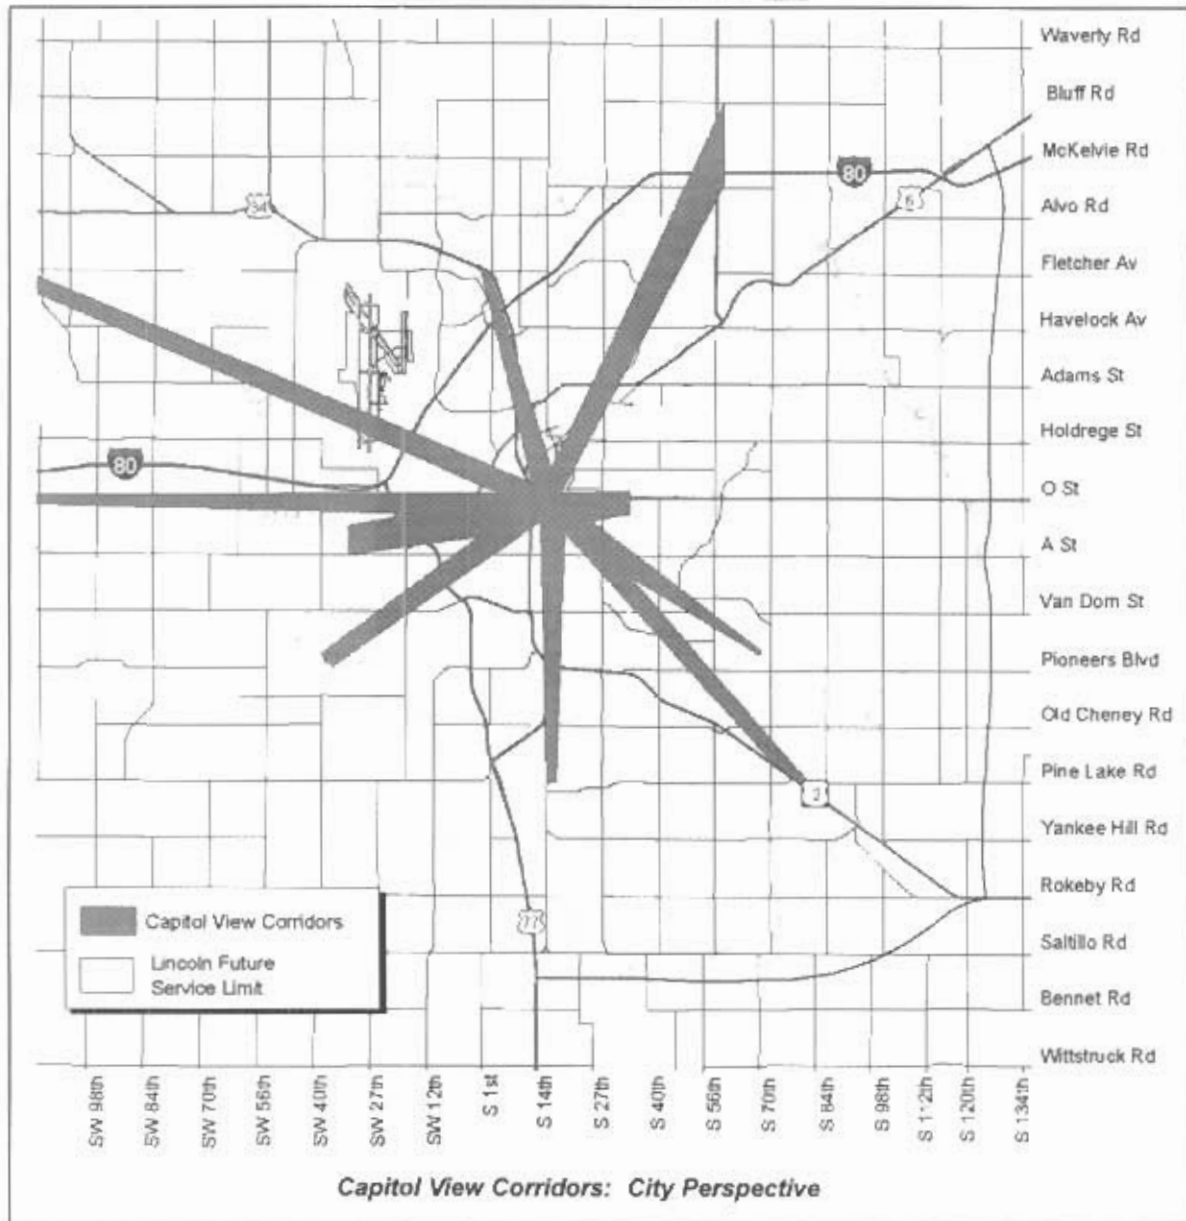 Waverly Rd
Bluff Rd
McKelvie Rd
Alvo Rd
Fletcher Av
Havelock Av
Adams St
Holdrege St
O St
A St
Van Dorn St
Pioneers Blvd
Old Cheney Rd
Pine Lake Rd
Yankee Hill Rd
Rokeby Rd
Saltillo Rd
Bennet Rd
Wittstruck Rd
80
6
34
80
2
77
Capitol View Corridors
Lincoln Future
Service Limit
SW 98th
SW 84th
SW 70th
SW 56th
SW 40th
SW 27th
SW 12th
S 1st
S 14th
S 27th
S 40th
S 56th
S 70th
S 84th
S 98th
S 112th
S 120th
S 134th
Capitol View Corridors: City Perspective